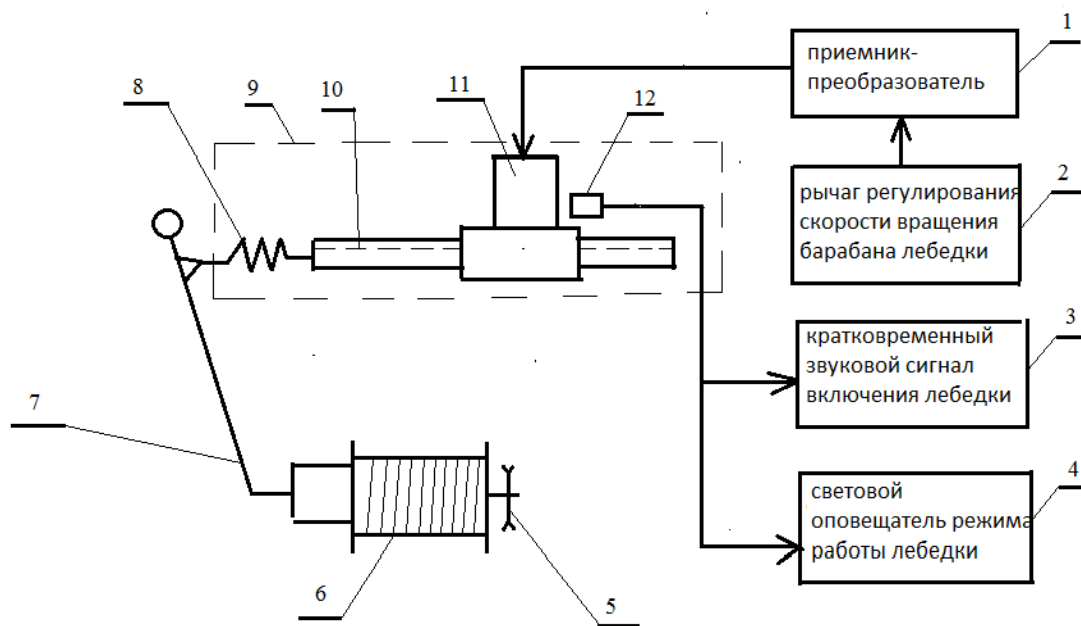 1
приемник-
преобразователь
2
рычаг регулирования
скорости вращения
барабана лебедки
3
кратковременный
звуковой сигнал
включения лебедки
4
световой
оповещатель режима
работы лебедки
8
9
10
11
12
7
6
5